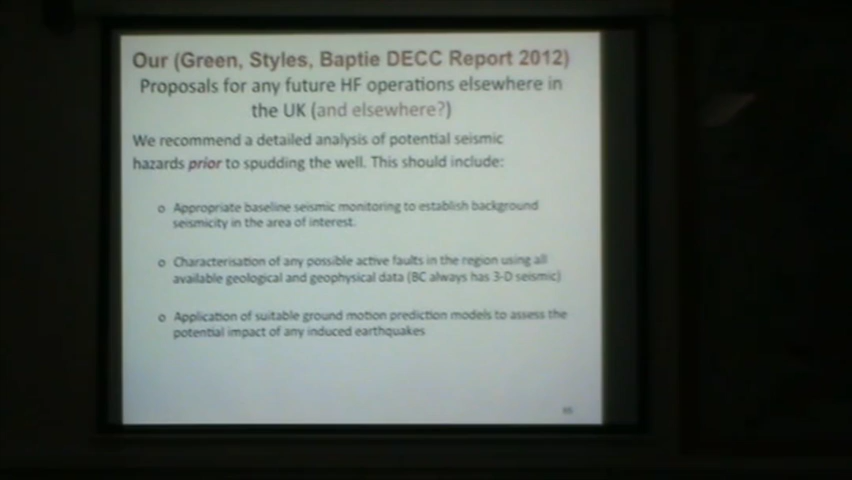 Our (Green, Styles, Baptie DECC Report 2012)
Proposals for any future HF operations elsewhere in
the UK (and elsewhere?)
We recommend a detailed analysis of potential seismic
hazards prior to spudding the well. This should include:
o Appropriate baseline seismic monitoring to establish background
seismicity in the area of interest.
o Characterisation of any possible active faults in the region using all
available geological and geophysical data (BC always has 3-D seismic)
o Application of suitable ground motion prediction models to assess the
potential impact of any induced earthquakes